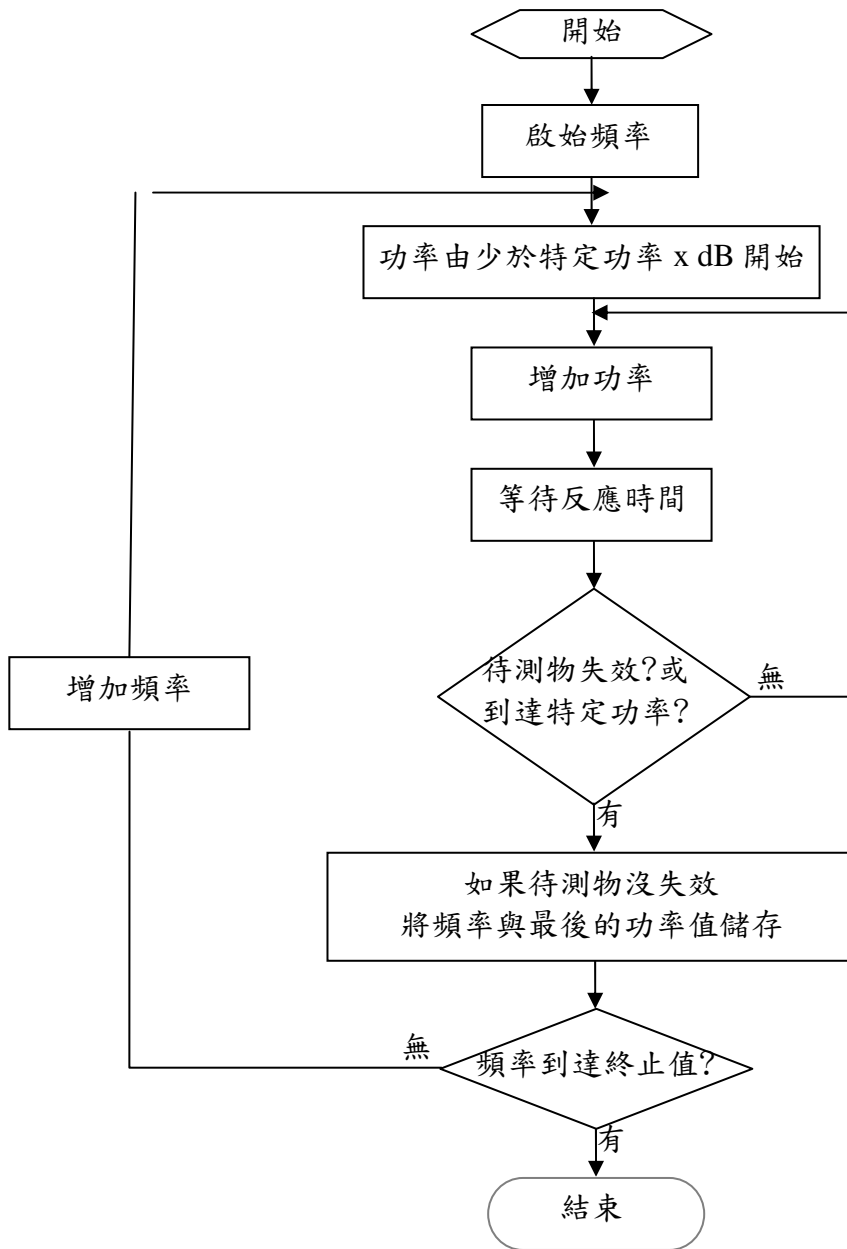 開始
啟始頻率
功率由少於特定功率 x dB 開始
增加功率
等待反應時間
待測物失效?或
到達特定功率?
無
增加頻率
有
如果待測物沒失效
將頻率與最後的功率值儲存
無
頻率到達終止值?
有
結束